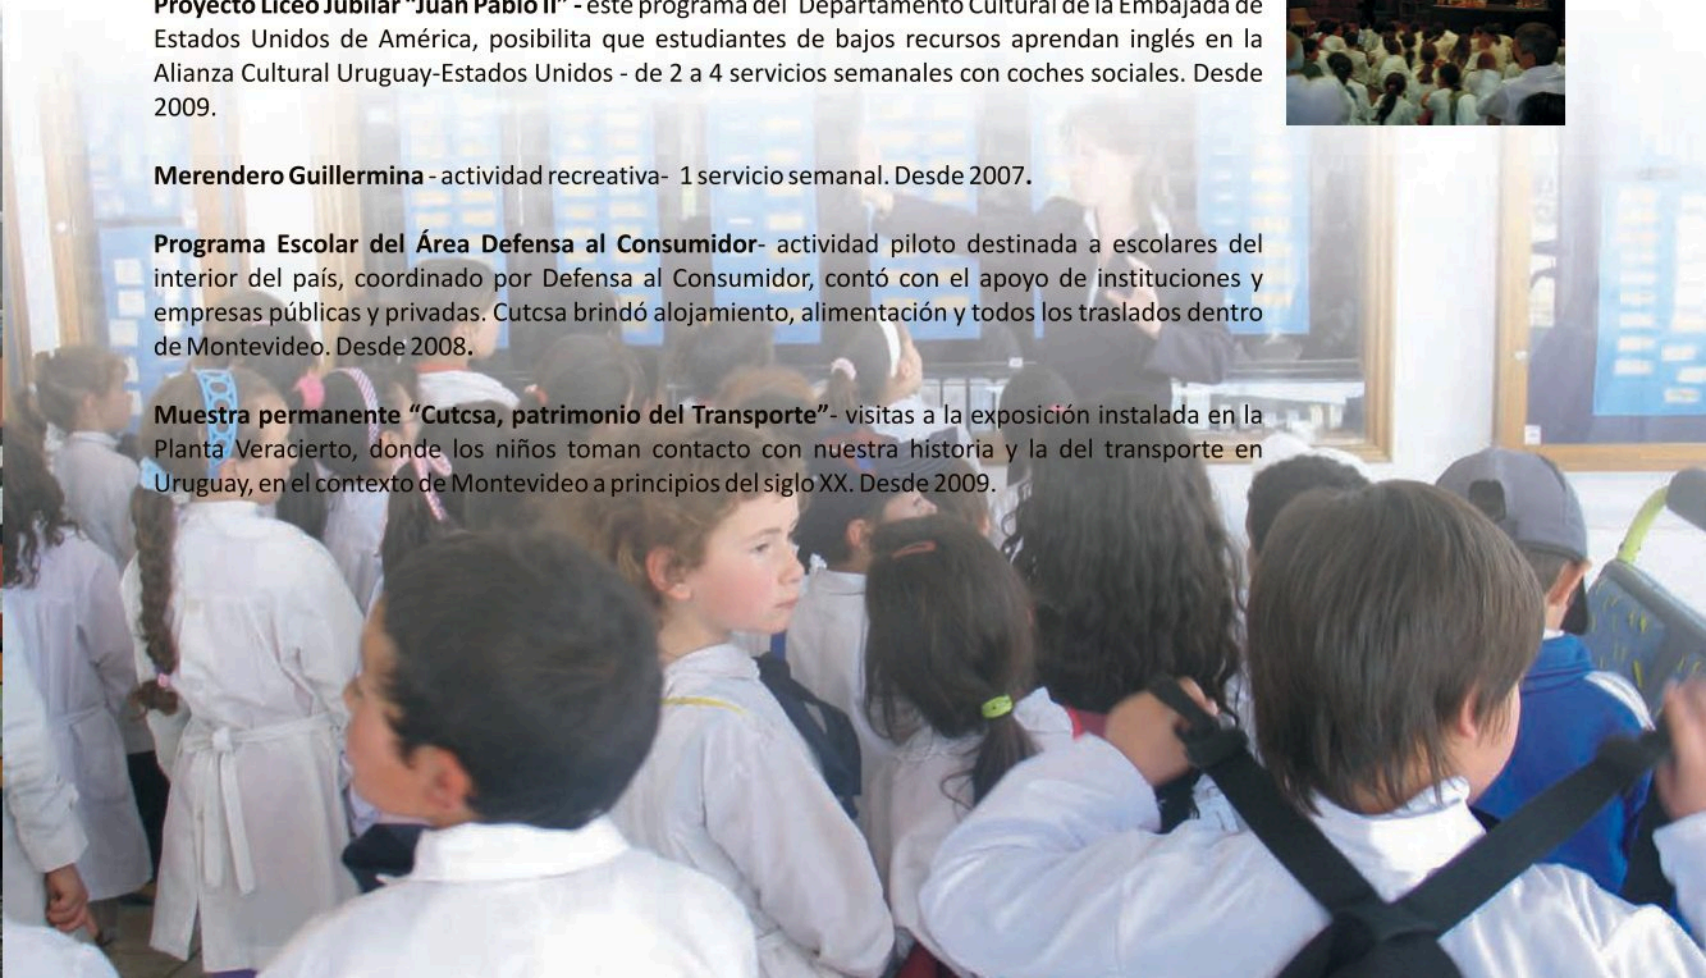 Proyecto Liceo Jubilar “Juan Pablo II” - este programa del Departamento Cultural de la Embajada de
Estados Unidos de América, posibilita que estudiantes de bajos recursos aprendan inglés en la
Alianza Cultural Uruguay-Estados Unidos - de 2 a 4 servicios semanales con coches sociales. Desde
2009.
Merendero Guillermina - actividad recreativa- 1 servicio semanal. Desde 2007.
Programa Escolar del Área Defensa al Consumidor- actividad piloto destinada a escolares del
interior del país, coordinado por Defensa al Consumidor, contó con el apoyo de instituciones y
empresas públicas y privadas. Cutcsa brindó alojamiento, alimentación y todos los traslados dentro
de Montevideo. Desde 2008.
Muestra permanente “Cutcsa, patrimonio del Transporte”- visitas a la exposición instalada en la
Planta Veracierto, donde los niños toman contacto con nuestra historia y la del transporte en
Uruguay, en el contexto de Montevideo a principios del siglo XX. Desde 2009.